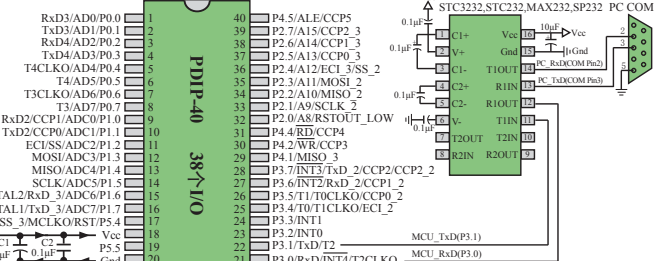 STC3232,STC232,MAX232,SP232 PC COM
RxD3/AD0/P0.0 1 40 P4.5/ALE/CCP5
TxD3/AD1/P0.1 2 39 P2.7/A15/CCP2_3
RxD4/AD2/P0.2 3 38 P2.6/A14/CCP1_3
TxD4/AD3/P0.3 4 37 P2.5/A13/CCP0_3
T4CLKO/AD4/P0.4 5 36 P2.4/A12/ECI_3/SS_2
T4/AD5/P0.5 6 35 P2.3/A11/MOSI_2
T3CLKO/AD6/P0.6 7 34 P2.2/A10/MISO_2
T3/AD7/P0.7 8 33 P2.1/A9/SCLK_2
RxD2/CCP1/ADC0/P1.0 9 32 P2.0/A8/RSTOUT_LOW
TxD2/CCP0/ADC1/P1.1 10 31 P4.4/RD/CCP4
ECI/SS/ADC2/P1.2 11 30 P4.2/WR/CCP3
MOSI/ADC3/P1.3 12 29 P4.1/MISO_3
MISO/ADC4/P1.4 13 28 P3.7/INT3/TxD_2/CCP2/CCP2_2
SCLK/ADC5/P1.5 14 27 P3.6/INT2/RxD_2/CCP1_2
TAL2/RxD_3/ADC6/P1.6 15 26 P3.5/T1/T0CLKO/CCP0_2
TAL1/TxD_3/ADC7/P1.7 16 25 P3.4/T0/T1CLKO/ECI_2
SS_3/MCLKO/RST/P5.4 17 24 P3.3/INT1
Vcc 18 23 P3.2/INT0
P5.5 19 22 P3.1/TxD/T2
Gnd 20 21 P3.0/RxD/INT4/T2CLKO
PDIP-40 38个I/O
C1 C2
0.1μF
MCU_TxD(P3.1)
MCU_RxD(P3.0)
0.1μF 10μF Vcc
1 C1+ Vcc 16
0.1μF 2 V+ Gnd 15 Gnd
3 C1- T1OUT 14 PC_RxD(COM Pin2)
4 C2+ R1IN 13 PC_TxD(COM Pin3)
0.1μF 5 C2- R1OUT 12
6 V- T1IN 11
0.1μF
7 T2OUT T2IN 10
8 R2IN R2OUT 9
2
3
5